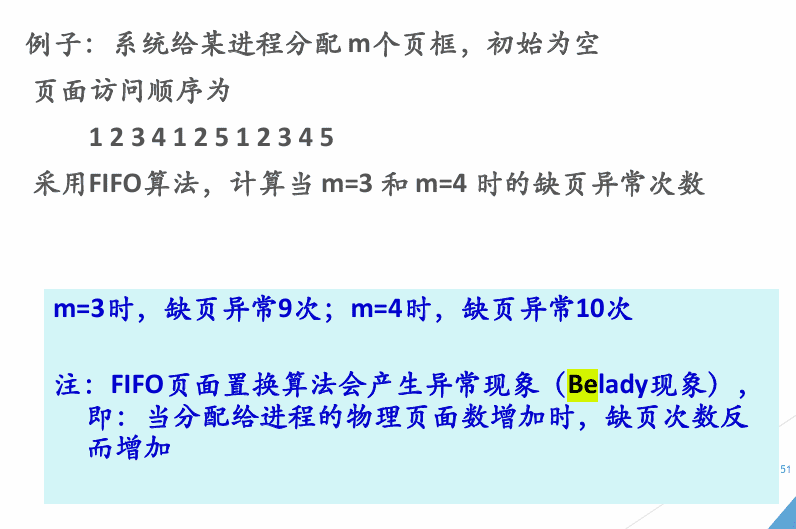 例子：系统给某进程分配m个页框，初始为空
页面访问顺序为
1 2 3 4 1 2 5 1 2 3 4 5
采用FIFO算法，计算当 m=3 和 m=4 时的缺页异常次数
m=3时，缺页异常9次；m=4时，缺页异常10次
注：FIFO页面置换算法会产生异常现象（Belady现象），
即：当分配给进程的物理页面数增加时，缺页次数反
而增加
51